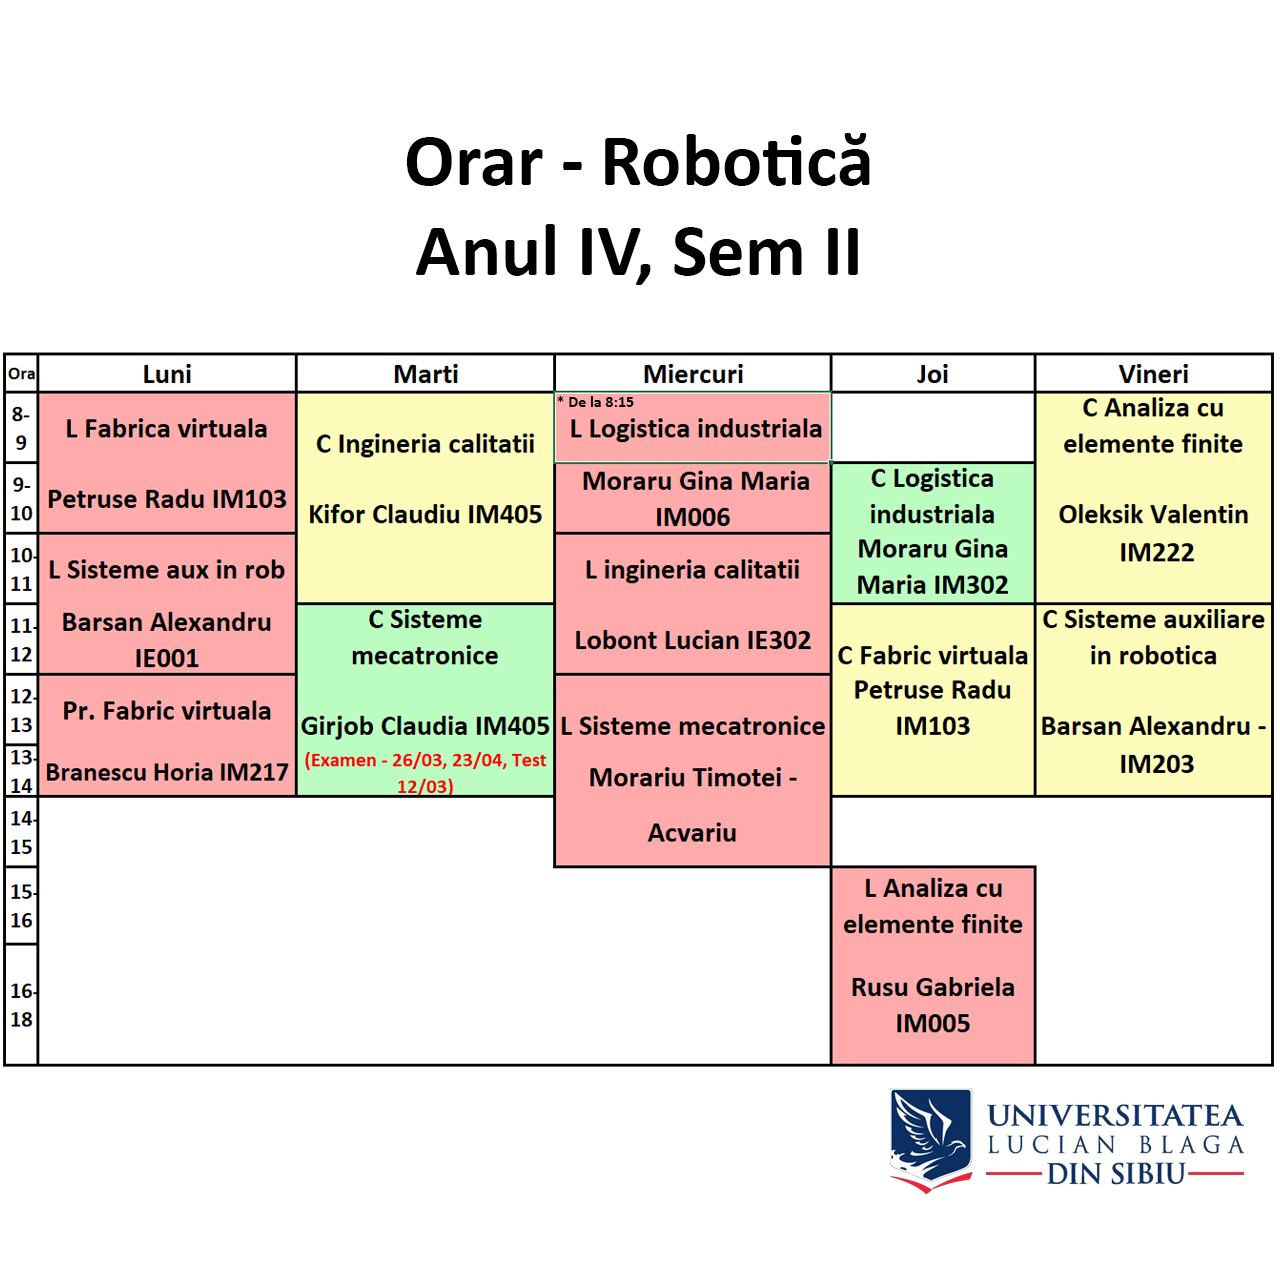 Orar - Robotică
Anul IV, Sem II
Ora
Luni
Marti
Miercuri
Joi
Vineri
8-
9
9-
10
10-
11
11-
12
12-
13
13-
14
14-
15
15-
16
16-
18
L Fabrica virtuala
Petruse Radu IM103
L Sisteme aux in rob
Barsan Alexandru
IE001
Pr. Fabric virtuala
Branescu Horia IM217
C Ingineria calitatii
Kifor Claudiu IM405
C Sisteme
mecatronice
Girjob Claudia IM405
(Examen - 26/03, 23/04, Test
12/03)
* De la 8:15
L Logistica industriala
Moraru Gina Maria
IM006
L ingineria calitatii
Lobont Lucian IE302
L Sisteme mecatronice
Morariu Timotei -
Acvariu
C Logistica
industriala
Moraru Gina
Maria IM302
C Fabric virtuala
Petruse Radu
IM103
L Analiza cu
elemente finite
Rusu Gabriela
IM005
C Analiza cu
elemente finite
Oleksik Valentin
IM222
C Sisteme auxiliare
in robotica
Barsan Alexandru -
IM203
UNIVERSITATEA
LUCIAN BLAGA
DIN SIBIU